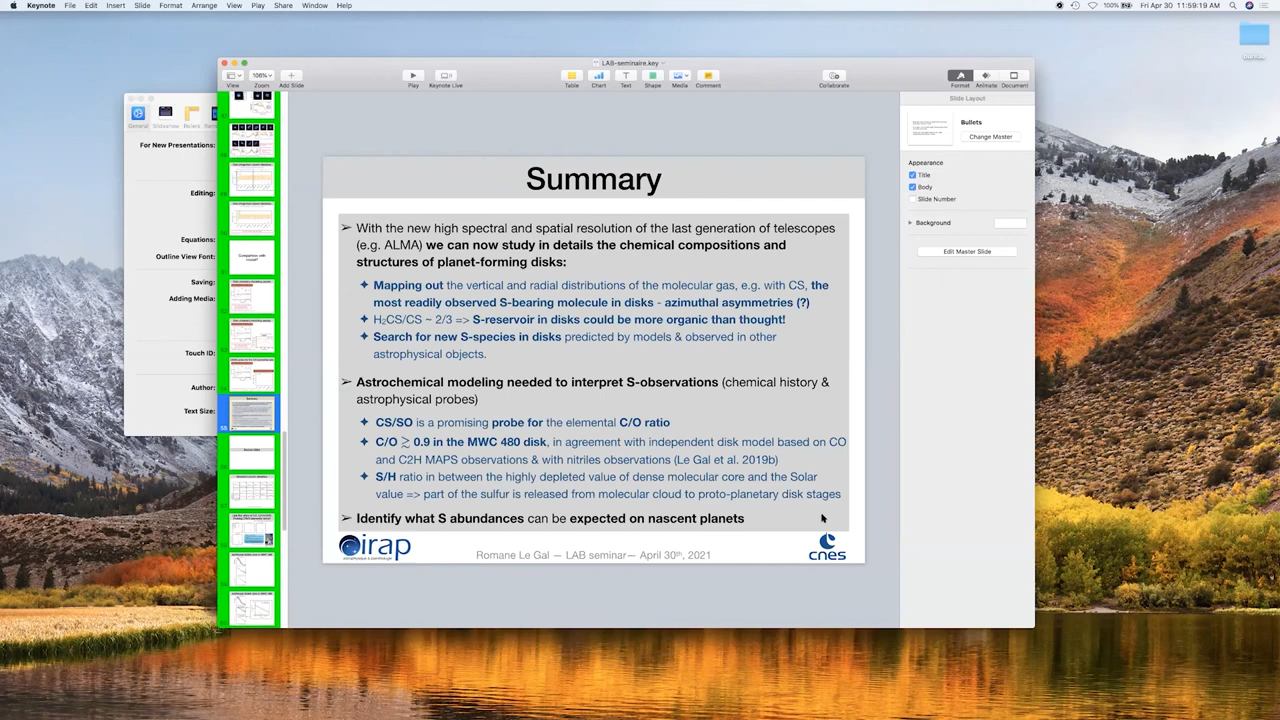 Keynote File Edit Insert Slide Format Arrange View Play Share Window Help
100% Fri Apr 30 11:59:19 AM
LAB-seminaire.key
106%
View Zoom Add Slide Play Keynote Live Table Chart Text Shape Media Comment Collaborate Format Animate Document
Slide Layout
General Slideshow Rulers
For New Presentations:
Editing:
Equations:
Outline View Font:
Saving:
Adding Media:
Touch ID:
Author:
Text Size:
Bullets
Change Master
Appearance
Title
Body
Slide Number
Background
Edit Master Slide
Summary
➢ With the new high spectral and spatial resolution of the last generation of telescopes
(e.g. ALMA) we can now study in details the chemical compositions and
structures of planet-forming disks:
✦ Mapping out the vertical and radial distributions of the molecular gas, e.g. with CS, the
most readily observed S-bearing molecule in disks - azimuthal asymmetries (?)
✦ H₂CS/CS ~ 2/3 => S-reservoir in disks could be more organic than thought!
✦ Search for new S-species in disks predicted by models & observed in other
astrophysical objects.
➢ Astrochemical modeling needed to interpret S-observations (chemical history &
astrophysical probes)
✦ CS/SO is a promising probe for the elemental C/O ratio
✦ C/O ≳ 0.9 in the MWC 480 disk, in agreement with independent disk model based on CO
and C2H MAPS observations & with nitriles observations (Le Gal et al. 2019b)
✦ S/H ratio in between the highly depleted value of dense molecular core and the Solar
value => part of the sulfur is released from molecular cloud to proto-planetary disk stages
➢ Identify what S abundances can be expected on nascent planets
irap
astrophysique & planétologie
Romane Le Gal — LAB seminar— April 30th, 2021
cnes